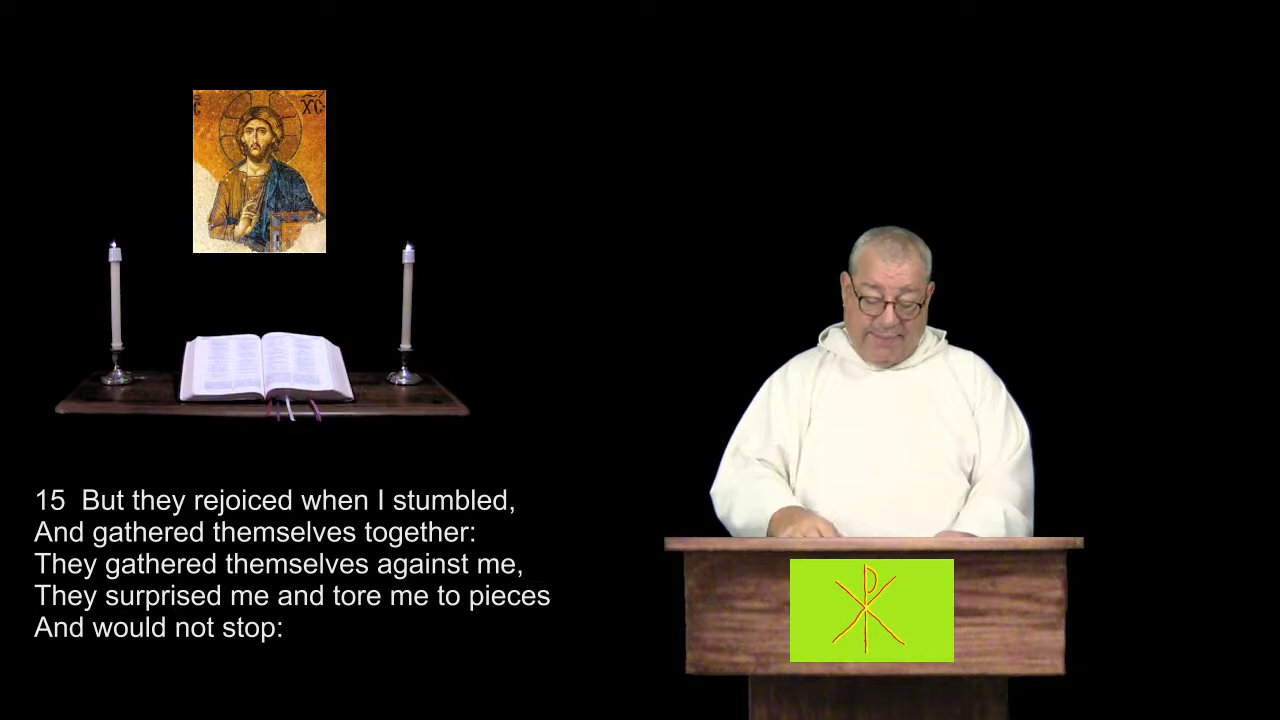 XC
15 But they rejoiced when I stumbled,
And gathered themselves together:
They gathered themselves against me,
They surprised me and tore me to pieces
And would not stop: